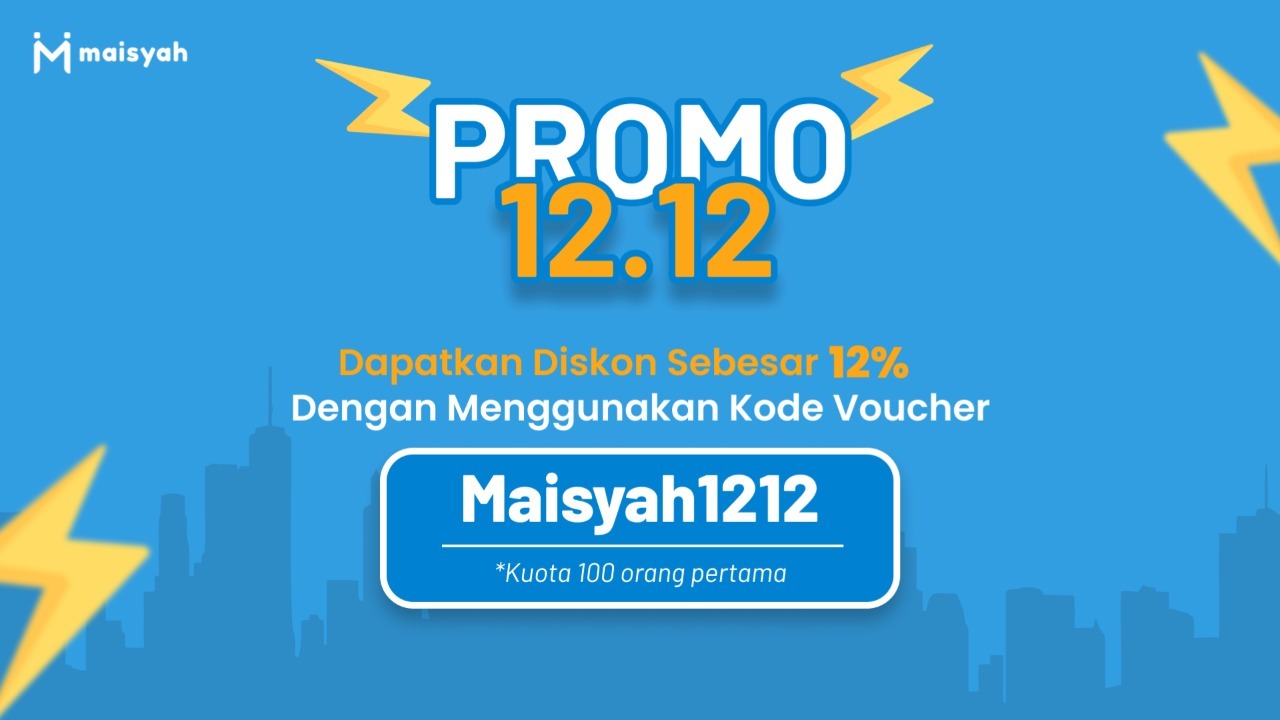 maisyah
PROMO
12.12
Dapatkan Diskon Sebesar 12%
Dengan Menggunakan Kode Voucher
Maisyah1212
*Kuota 100 orang pertama